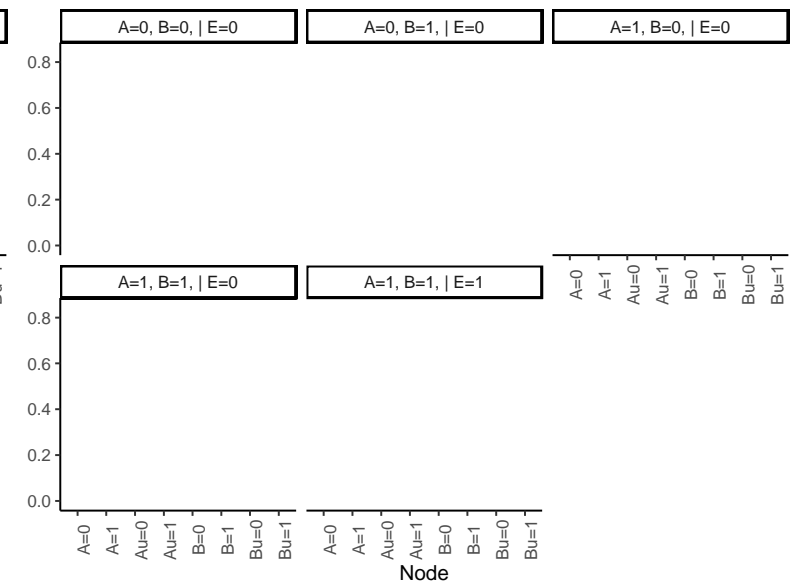 A=0, B=0, | E=0
A=0, B=1, | E=0
A=1, B=0, | E=0
0.8
0.6
0.4
0.2
0.0
A=0
A=1
Au=0
Au=1
B=0
B=1
Bu=0
Bu=1
A=1, B=1, | E=0
A=1, B=1, | E=1
0.8
0.6
0.4
0.2
0.0
A=0
A=1
Au=0
Au=1
B=0
B=1
Bu=0
Bu=1
A=0
A=1
Au=0
Au=1
B=0
B=1
Bu=0
Bu=1
Node